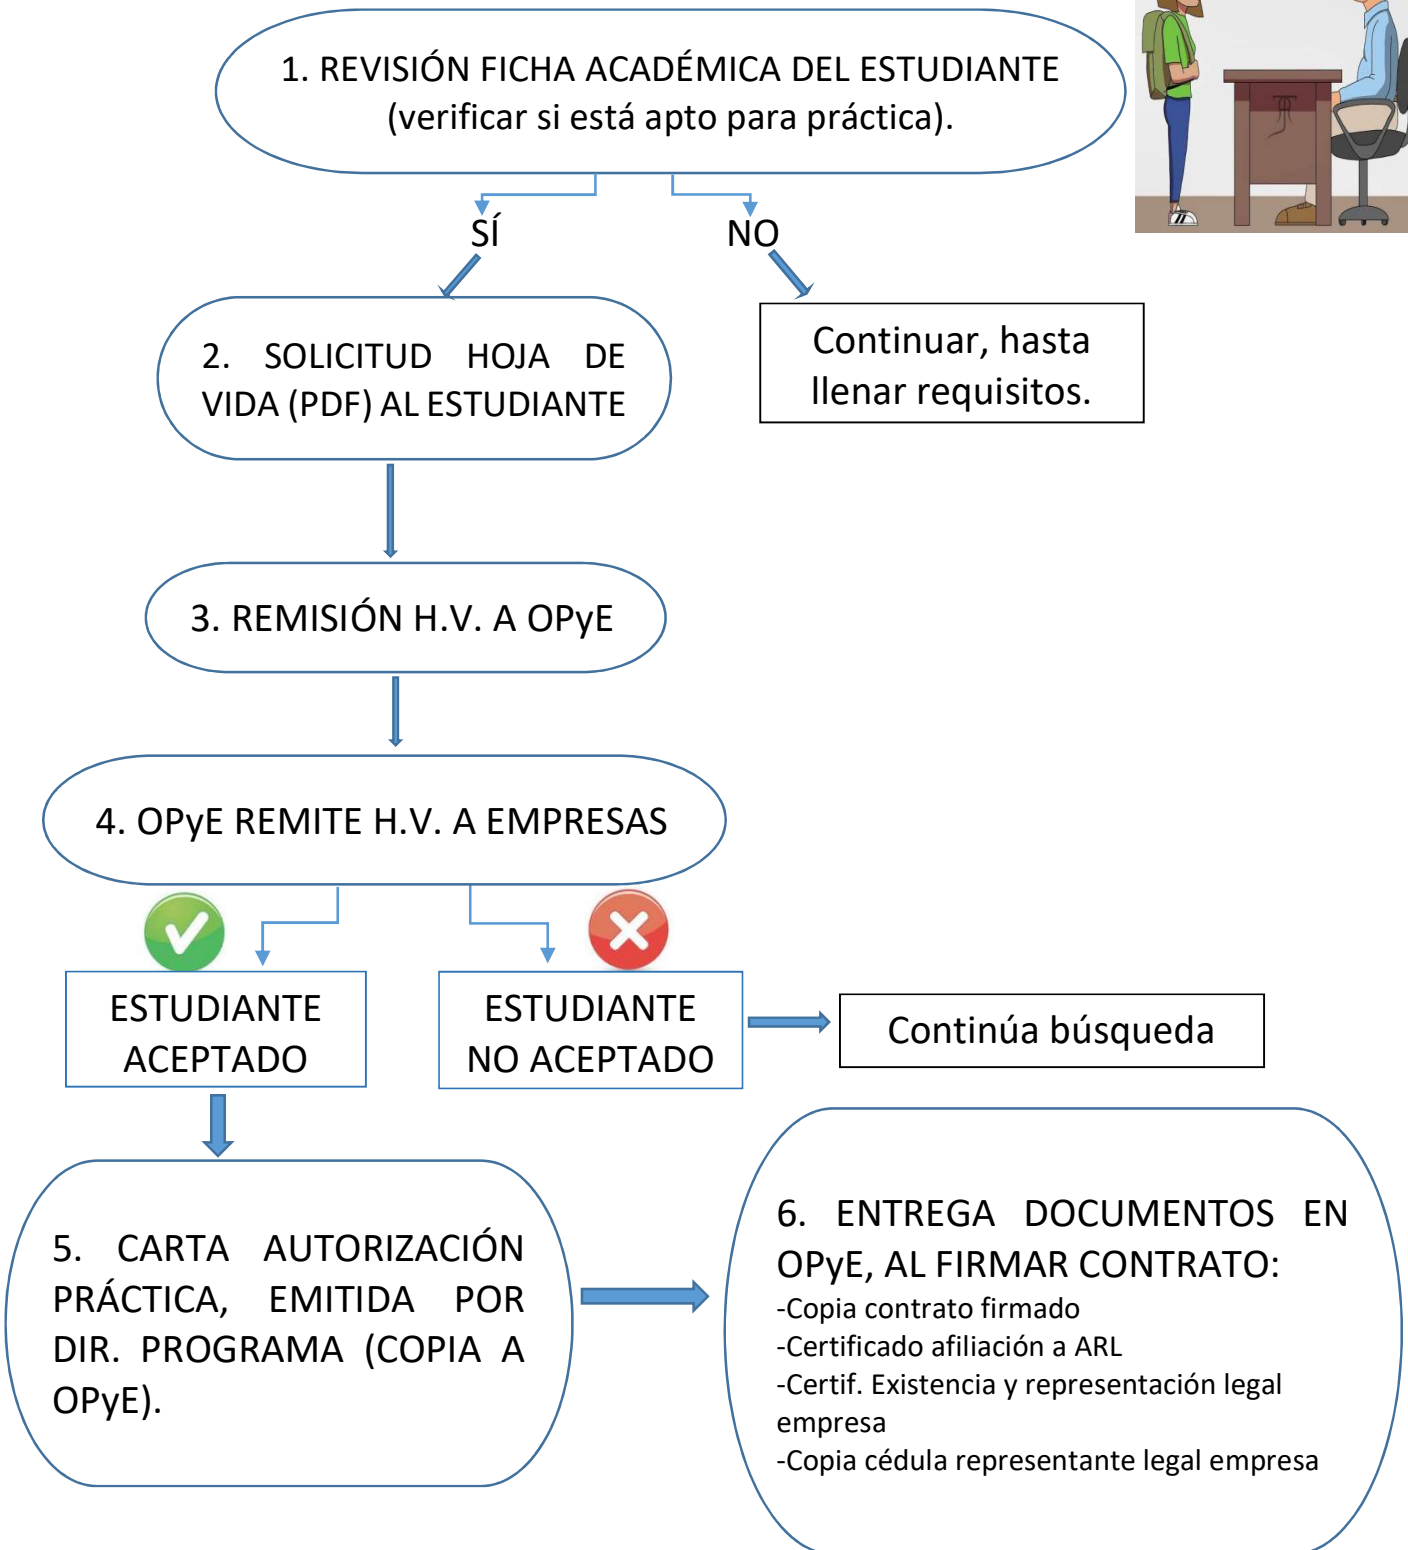 1. REVISIÓN FICHA ACADÉMICA DEL ESTUDIANTE
(verificar si está apto para práctica).
SÍ
NO
2. SOLICITUD HOJA DE
VIDA (PDF) AL ESTUDIANTE
Continuar, hasta
llenar requisitos.
3. REMISIÓN H.V. A OPyE
4. OPyE REMITE H.V. A EMPRESAS
ESTUDIANTE
ACEPTADO
ESTUDIANTE
NO ACEPTADO
Continúa búsqueda
5. CARTA AUTORIZACIÓN
PRÁCTICA, EMITIDA POR
DIR. PROGRAMA (COPIA A
OPyE).
6. ENTREGA DOCUMENTOS EN
OPyE, AL FIRMAR CONTRATO:
-Copia contrato firmado
-Certificado afiliación a ARL
-Certif. Existencia y representación legal
empresa
-Copia cédula representante legal empresa